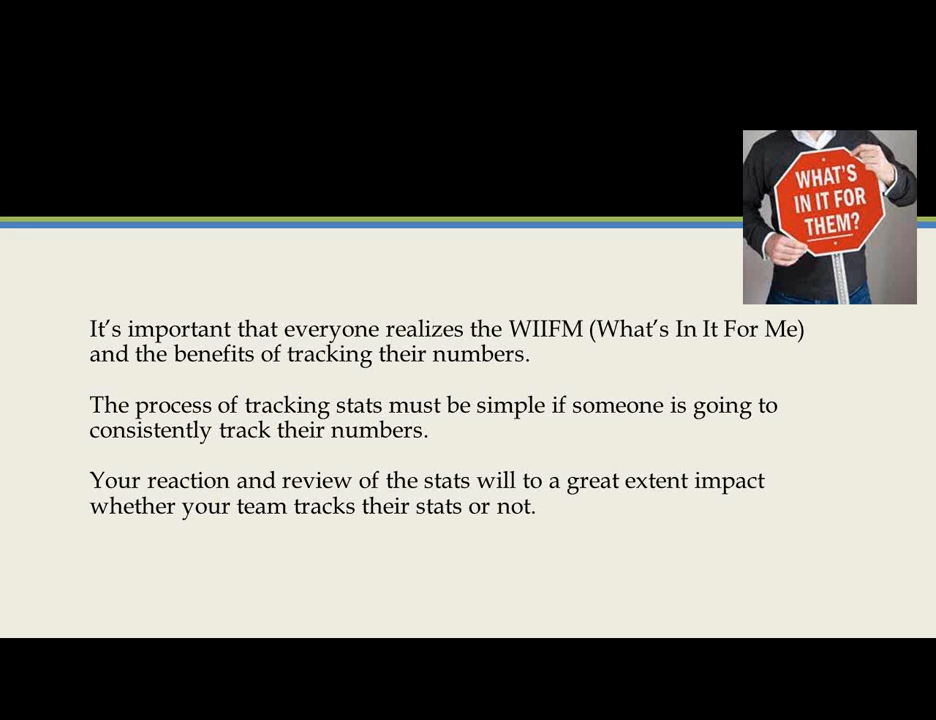 WHAT'S
IN IT FOR
THEM?
It's important that everyone realizes the WIIFM (What's In It For Me)
and the benefits of tracking their numbers.
The process of tracking stats must be simple if someone is going to
consistently track their numbers.
Your reaction and review of the stats will to a great extent impact
whether your team tracks their stats or not.